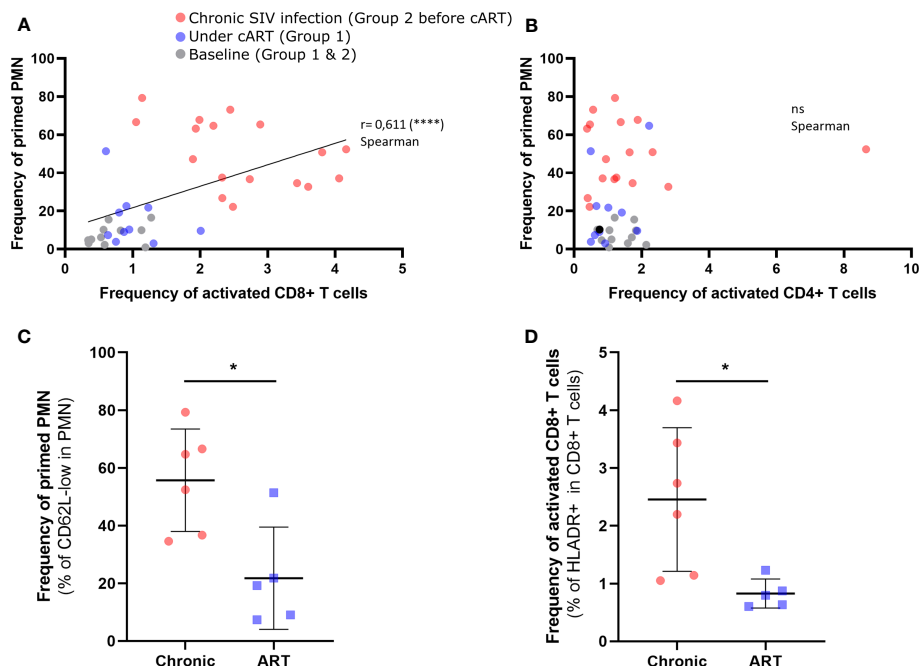 Chronic SIV infection (Group 2 before cART)
Under cART (Group 1)
Baseline (Group 1 & 2)
A
Frequency of primed PMN
100
80
60
40
20
0
0 1 2 3 4 5
r= 0,611 (****)
Spearman
Frequency of activated CD8+ T cells
B
Frequency of primed PMN
100
80
60
40
20
0
0 2 4 6 8 10
ns
Spearman
Frequency of activated CD4+ T cells
C
Frequency of primed PMN
(% of CD62L-low in PMN)
100
80
60
40
20
0
*
Chronic ART
D
Frequency of activated CD8+ T cells
(% of HLADR+ in CD8+ T cells)
5
4
3
2
1
0
*
Chronic ART